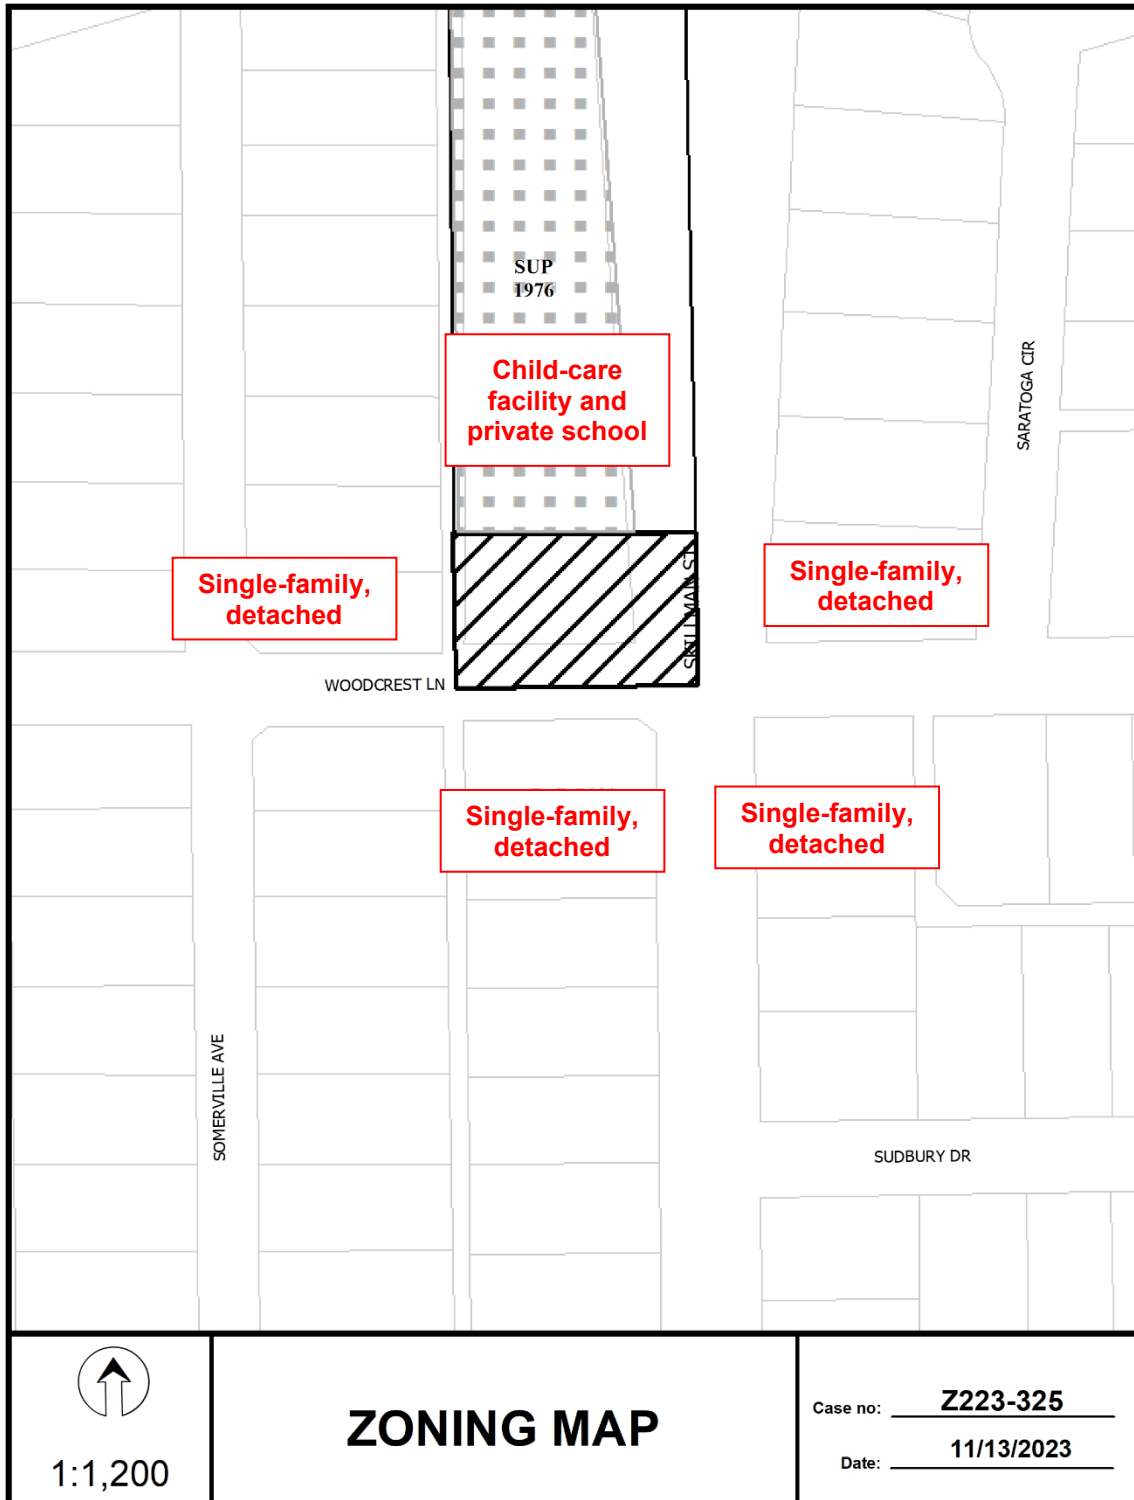 SUP
1976
Child-care
facility and
private school
SARATOGA CIR
Single-family,
detached
SKILLMAN ST
Single-family,
detached
WOODCREST LN
Single-family,
detached
Single-family,
detached
SOMERVILLE AVE
SUDBURY DR
1:1,200
ZONING MAP
Case no: Z223-325
Date: 11/13/2023